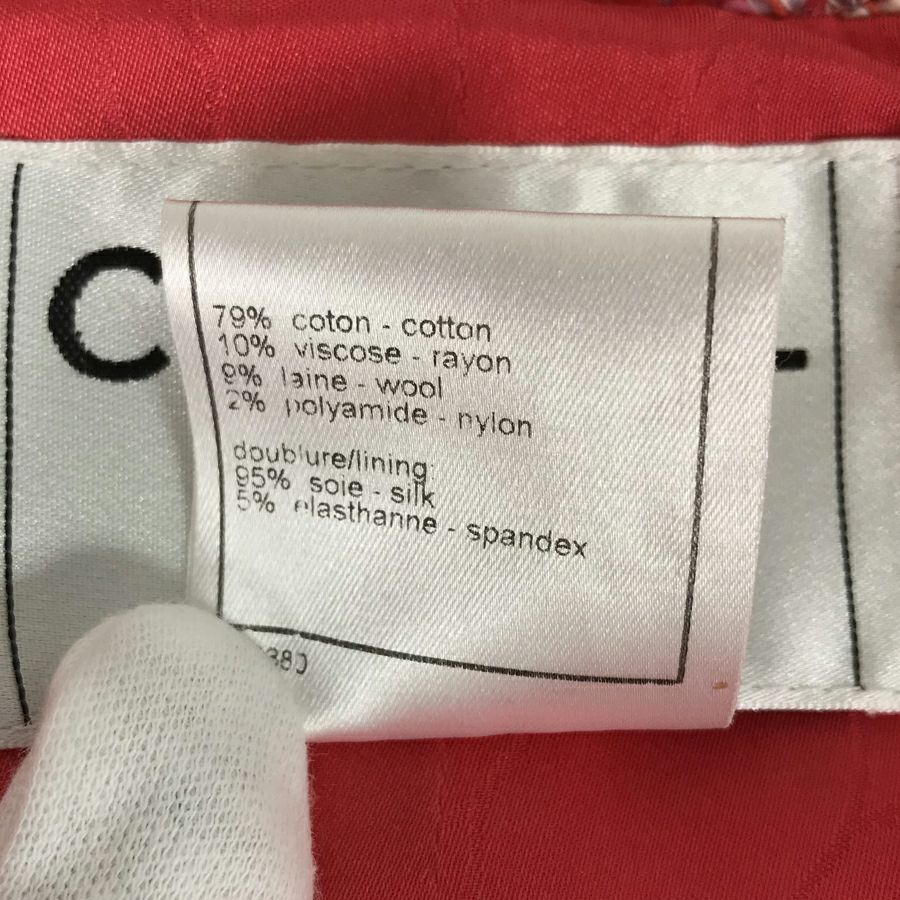 C
79% coton - cotton
10% viscose - rayon
9% laine - wool
2% polyamide - nylon
doublure/lining:
95% soie - silk
5% elasthanne - spandex